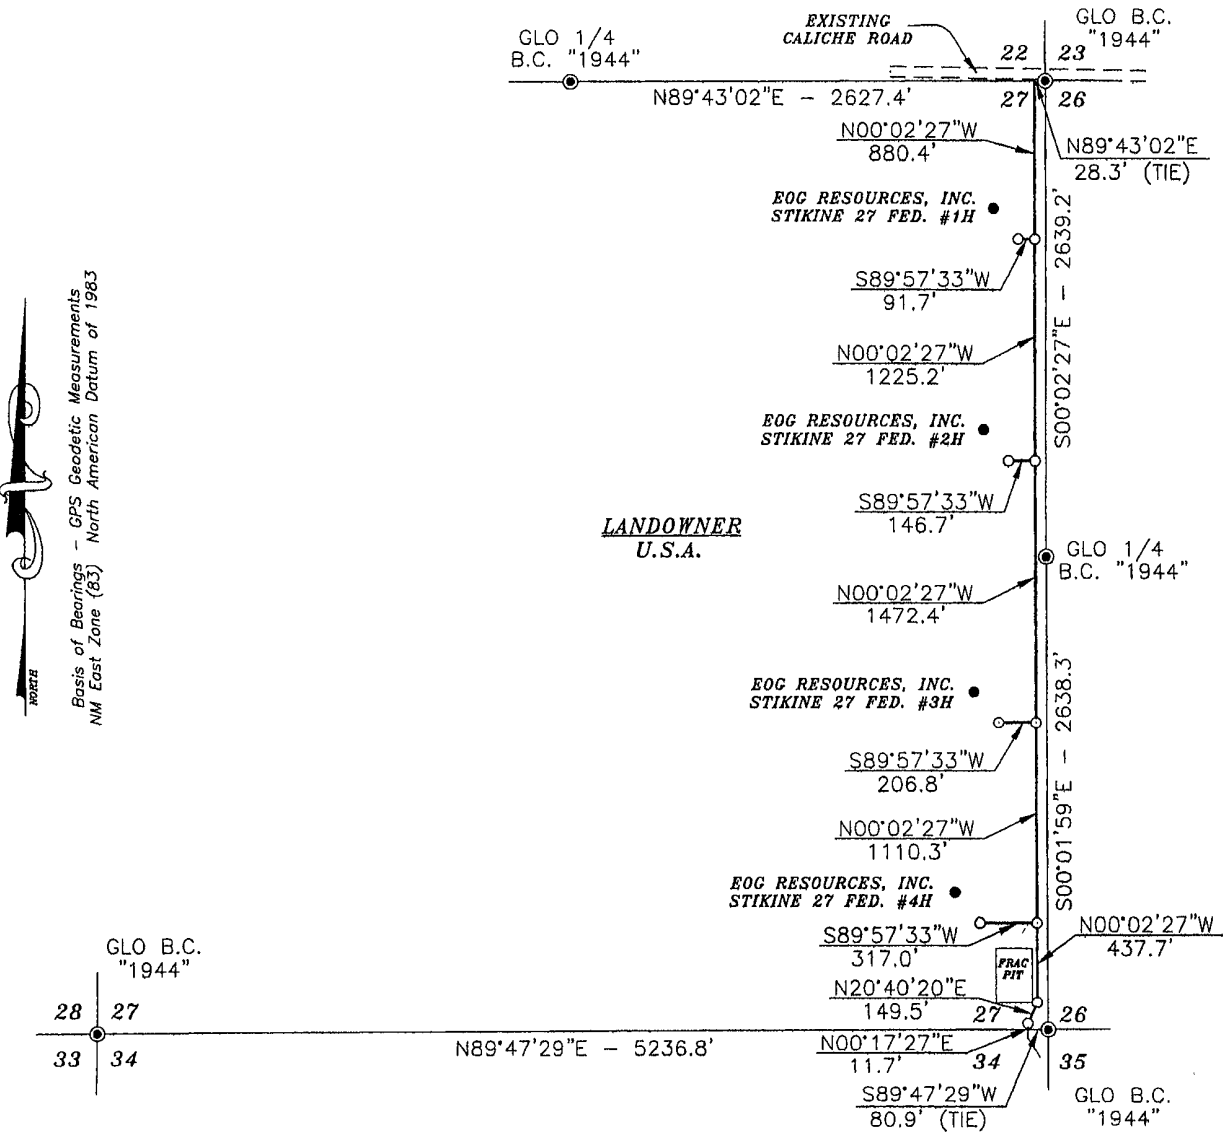 EXISTING
CALICHE ROAD
GLO B.C.
"1944"
GLO 1/4
B.C. "1944"
22 23
27 26
N89°43'02"E – 2627.4'
N00°02'27"W
880.4'
N89°43'02"E
28.3' (TIE)
EOG RESOURCES, INC.
STIKINE 27 FED. #1H
S00°02'27"E – 2639.2'
S89°57'33"W
91.7'
N00°02'27"W
1225.2'
EOG RESOURCES, INC.
STIKINE 27 FED. #2H
S89°57'33"W
146.7'
LANDOWNER
U.S.A.
GLO 1/4
B.C. "1944"
N00°02'27"W
1472.4'
Basis of Bearings – GPS Geodetic Measurements
NM East Zone (83) North American Datum of 1983
NORTH
EOG RESOURCES, INC.
STIKINE 27 FED. #3H
S00°01'59"E – 2638.3'
S89°57'33"W
206.8'
N00°02'27"W
1110.3'
EOG RESOURCES, INC.
STIKINE 27 FED. #4H
S89°57'33"W
317.0'
N00°02'27"W
437.7'
FRAC
PIT
N20°40'20"E
149.5'
GLO B.C.
"1944"
28 27
33 34
27 26
34 35
N89°47'29"E – 5236.8'
N00°17'27"E
11.7'
S89°47'29"W
80.9' (TIE)
GLO B.C.
"1944"